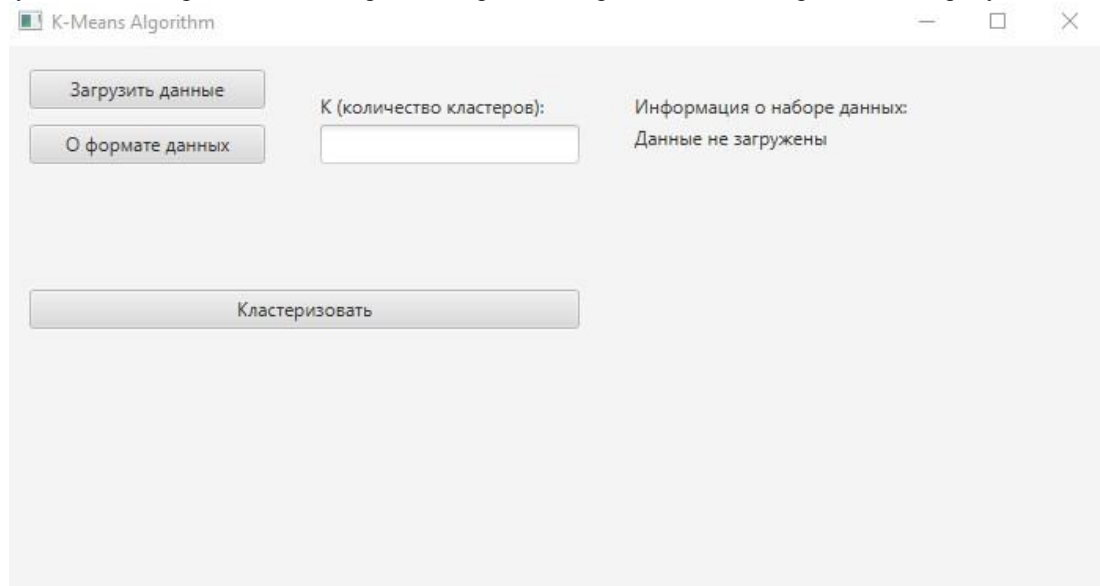 K-Means Algorithm
Загрузить данные
О формате данных
К (количество кластеров):
Информация о наборе данных:
Данные не загружены
Кластеризовать